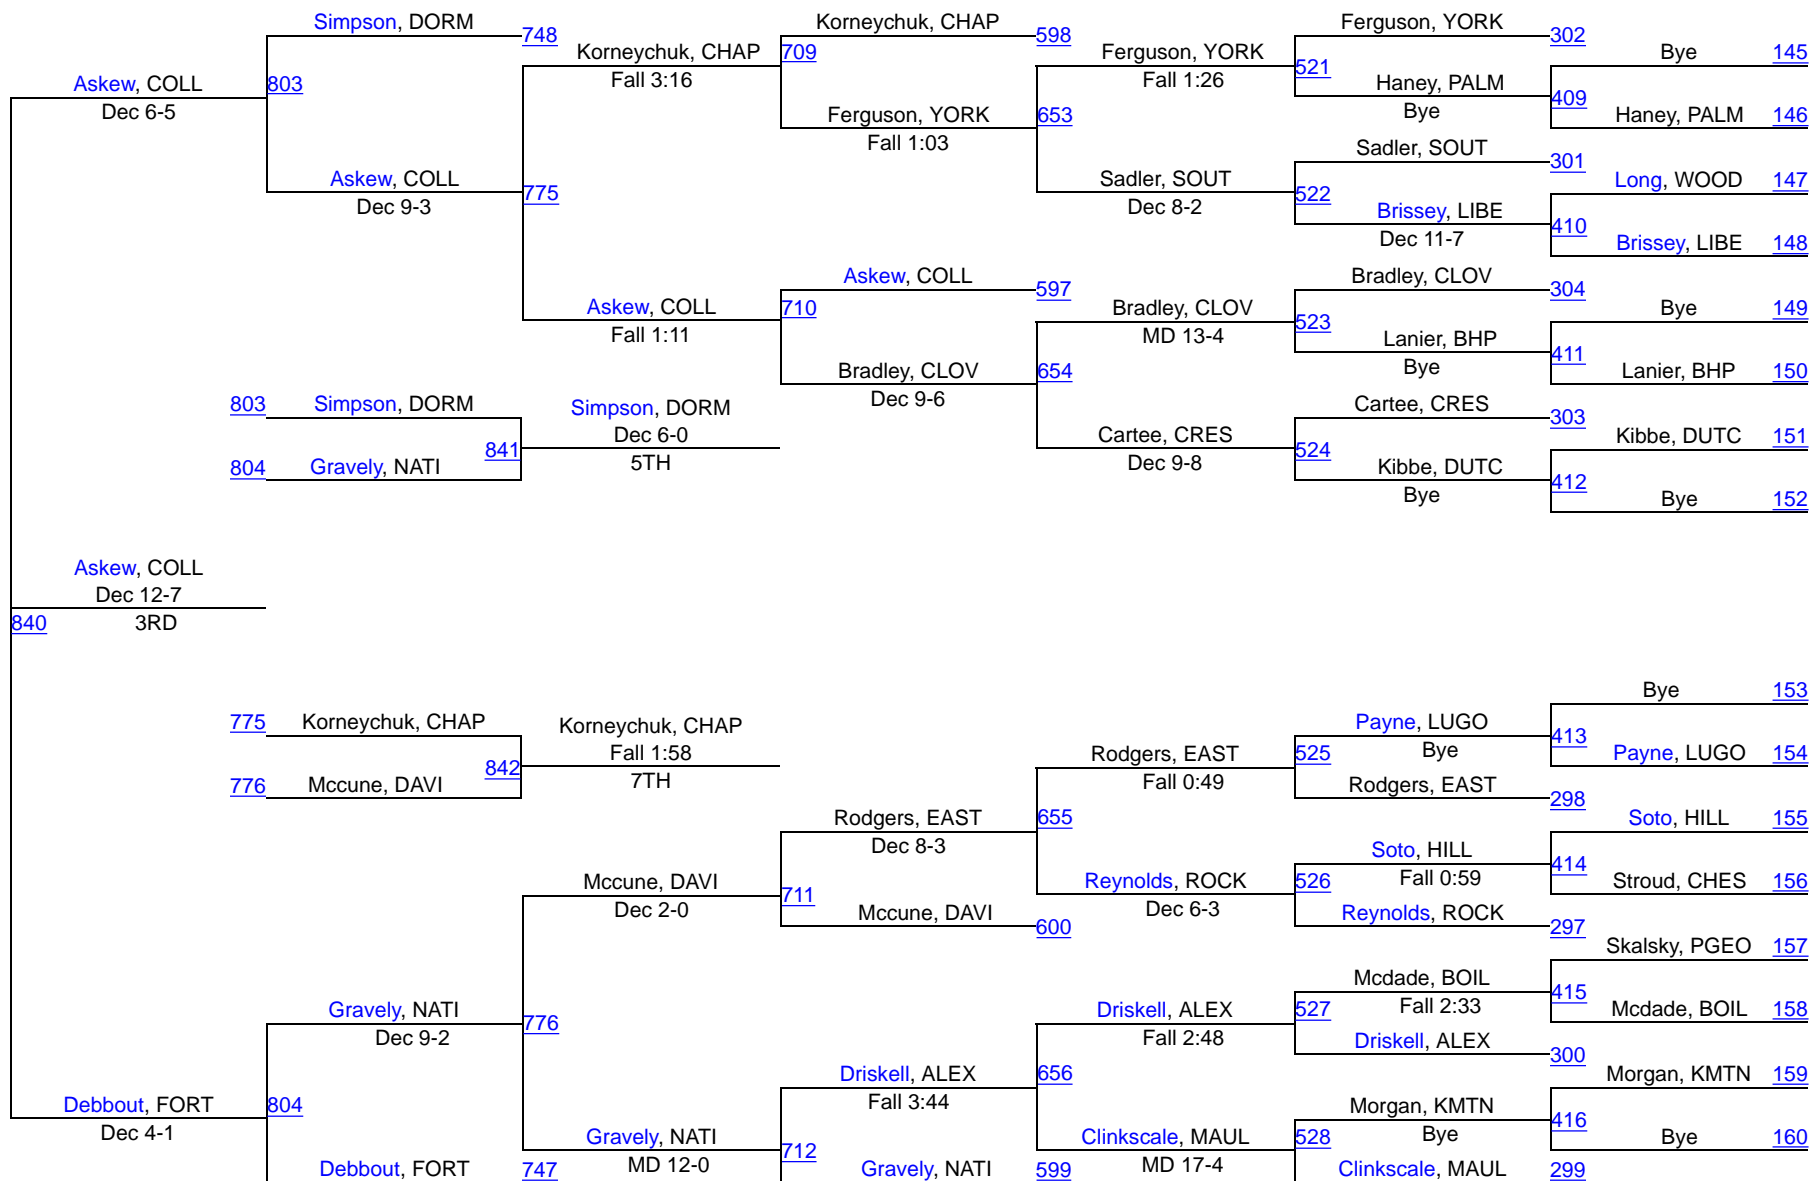 Simpson, DORM
748
Korneychuk, CHAP
598
Ferguson, YORK
302
Korneychuk, CHAP
709
Ferguson, YORK
Bye
145
Askew, COLL
803
Fall 3:16
Fall 1:26
521
Haney, PALM
409
Dec 6-5
Ferguson, YORK
653
Bye
Haney, PALM
146
Fall 1:03
Sadler, SOUT
301
Askew, COLL
775
Sadler, SOUT
522
Long, WOOD
147
Dec 9-3
Dec 8-2
Brissey, LIBE
410
Dec 11-7
Brissey, LIBE
148
Askew, COLL
597
Bradley, CLOV
304
Askew, COLL
710
Bradley, CLOV
523
Bye
149
Fall 1:11
MD 13-4
Lanier, BHP
411
Bradley, CLOV
654
Bye
Lanier, BHP
150
Dec 9-6
803
Simpson, DORM
Simpson, DORM
Cartee, CRES
303
Dec 6-0
Cartee, CRES
524
Kibbe, DUTC
151
841
5TH
Dec 9-8
Kibbe, DUTC
412
804
Gravely, NATI
Bye
Bye
152
Askew, COLL
Dec 12-7
840
3RD
Bye
153
775
Korneychuk, CHAP
Korneychuk, CHAP
Payne, LUGO
413
Fall 1:58
Rodgers, EAST
525
Bye
Payne, LUGO
154
842
7TH
Fall 0:49
776
Mccune, DAVI
Rodgers, EAST
298
Rodgers, EAST
655
Soto, HILL
155
Dec 8-3
Soto, HILL
414
Mccune, DAVI
711
Reynolds, ROCK
526
Fall 0:59
Stroud, CHES
156
Dec 2-0
Mccune, DAVI
600
Dec 6-3
Reynolds, ROCK
297
Skalsky, PGEO
157
Mcdade, BOIL
415
Gravely, NATI
776
Driskell, ALEX
527
Fall 2:33
Mcdade, BOIL
158
Dec 9-2
Fall 2:48
Driskell, ALEX
300
Driskell, ALEX
656
Morgan, KMTN
159
Debbout, FORT
804
Fall 3:44
Morgan, KMTN
416
Dec 4-1
Gravely, NATI
712
Clinkscale, MAUL
528
Bye
Bye
160
Debbout, FORT
747
MD 12-0
Gravely, NATI
599
MD 17-4
Clinkscale, MAUL
299